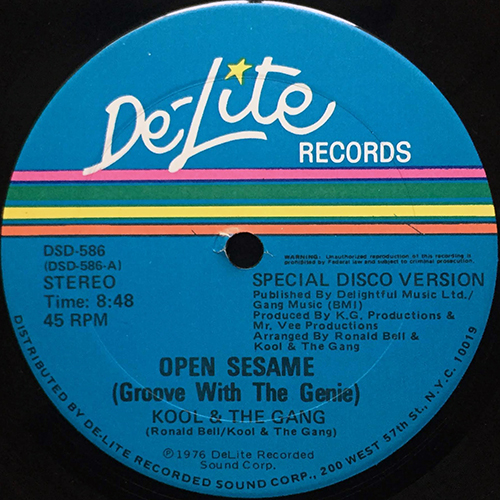 De-Lite
RECORDS
DSD-586
(DSD-586-A)
STEREO
Time: 8:48
45 RPM
WARNING: Unauthorized reproduction of this recording is
prohibited by Federal law and subject to criminal prosecution.
SPECIAL DISCO VERSION
Published By Delightful Music Ltd./
Gang Music (BMI)
Produced By K.G. Productions &
Mr. Vee Productions
Arranged By Ronald Bell &
Kool & The Gang
OPEN SESAME
(Groove With The Genie)
KOOL & THE GANG
(Ronald Bell/Kool & The Gang)
℗1976 DeLite Recorded
Sound Corp.
DISTRIBUTED BY DE-LITE RECORDED SOUND CORP., 200 WEST 57th St, N.Y.C. 10019